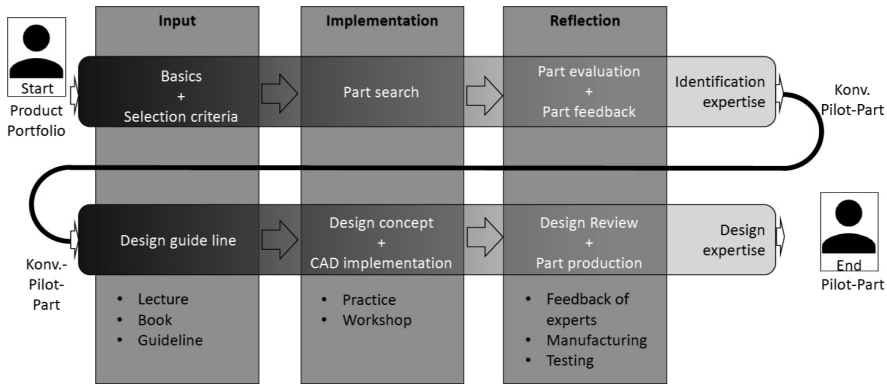 Input
Implementation
Reflection
Start
Product
Portfolio
Basics
+
Selection criteria
Part search
Part evaluation
+
Part feedback
Identification
expertise
Konv.
Pilot-Part
Konv.-
Pilot-
Part
Design guide line
Design concept
+
CAD implementation
Design Review
+
Part production
Design
expertise
End
Pilot-Part
• Lecture
• Book
• Guideline
• Practice
• Workshop
• Feedback of
experts
• Manufacturing
• Testing